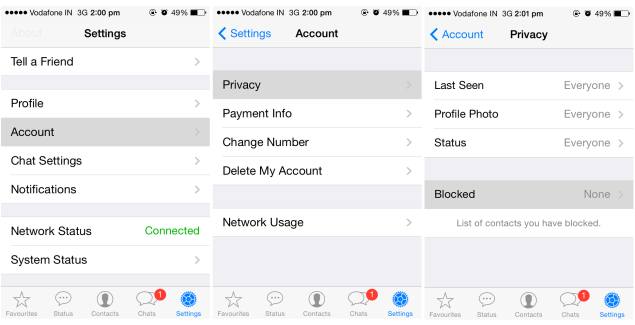 Vodafone IN 3G 2:00 pm 49%
About Settings
Tell a Friend
Profile
Account
Chat Settings
Notifications
Network Status Connected
System Status
1
Favourites Status Contacts Chats Settings
Vodafone IN 3G 2:00 pm 49%
Settings Account
Privacy
Payment Info
Change Number
Delete My Account
Network Usage
1
Favourites Status Contacts Chats Settings
Vodafone IN 3G 2:01 pm 49%
Account Privacy
Last Seen Everyone
Profile Photo Everyone
Status Everyone
Blocked None
List of contacts you have blocked.
1
Favourites Status Contacts Chats Settings